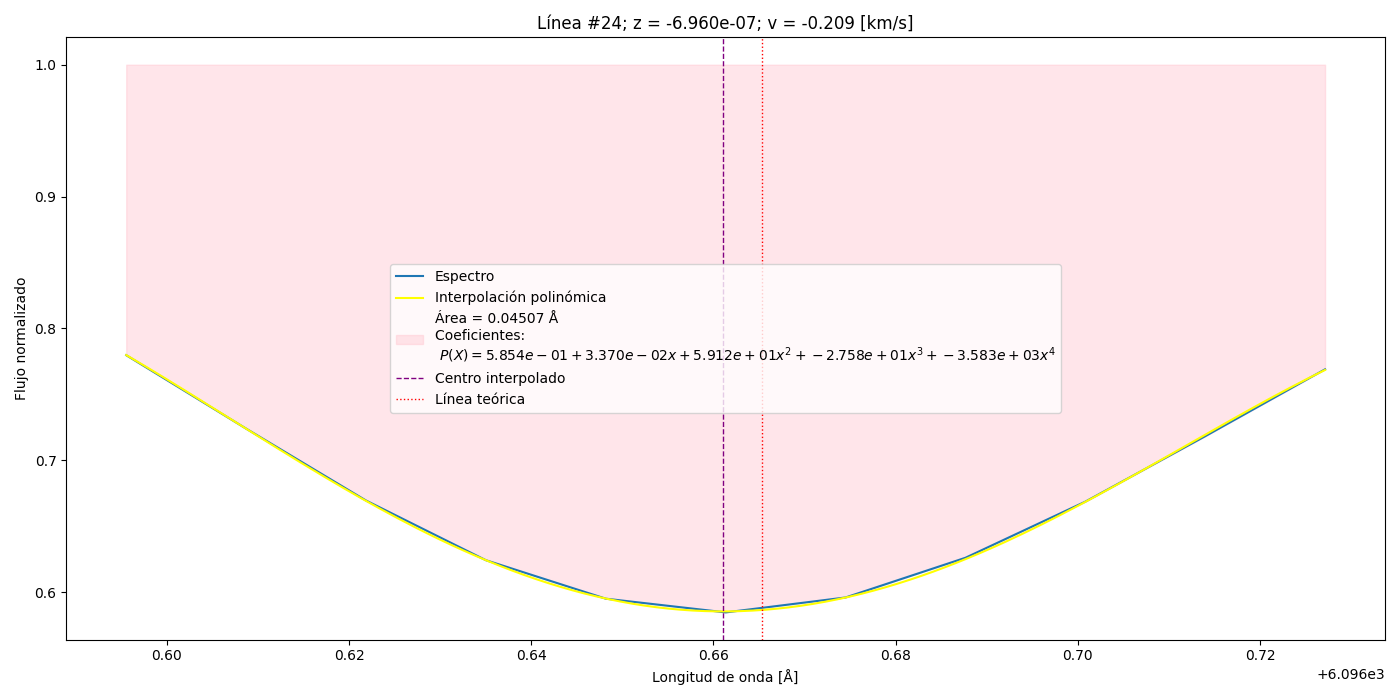 Línea #24; z = -6.960e-07; v = -0.209 [km/s]
Flujo normalizado
1.0
0.9
0.8
0.7
0.6
Espectro
Interpolación polinómica
Área = 0.04507 Å
Coeficientes:
P(X) = 5.854e − 01 + 3.370e − 02x + 5.912e + 01x² + −2.758e + 01x³ + −3.583e + 03x⁴
Centro interpolado
Línea teórica
0.60 0.62 0.64 0.66 0.68 0.70 0.72
+6.096e3
Longitud de onda [Å]